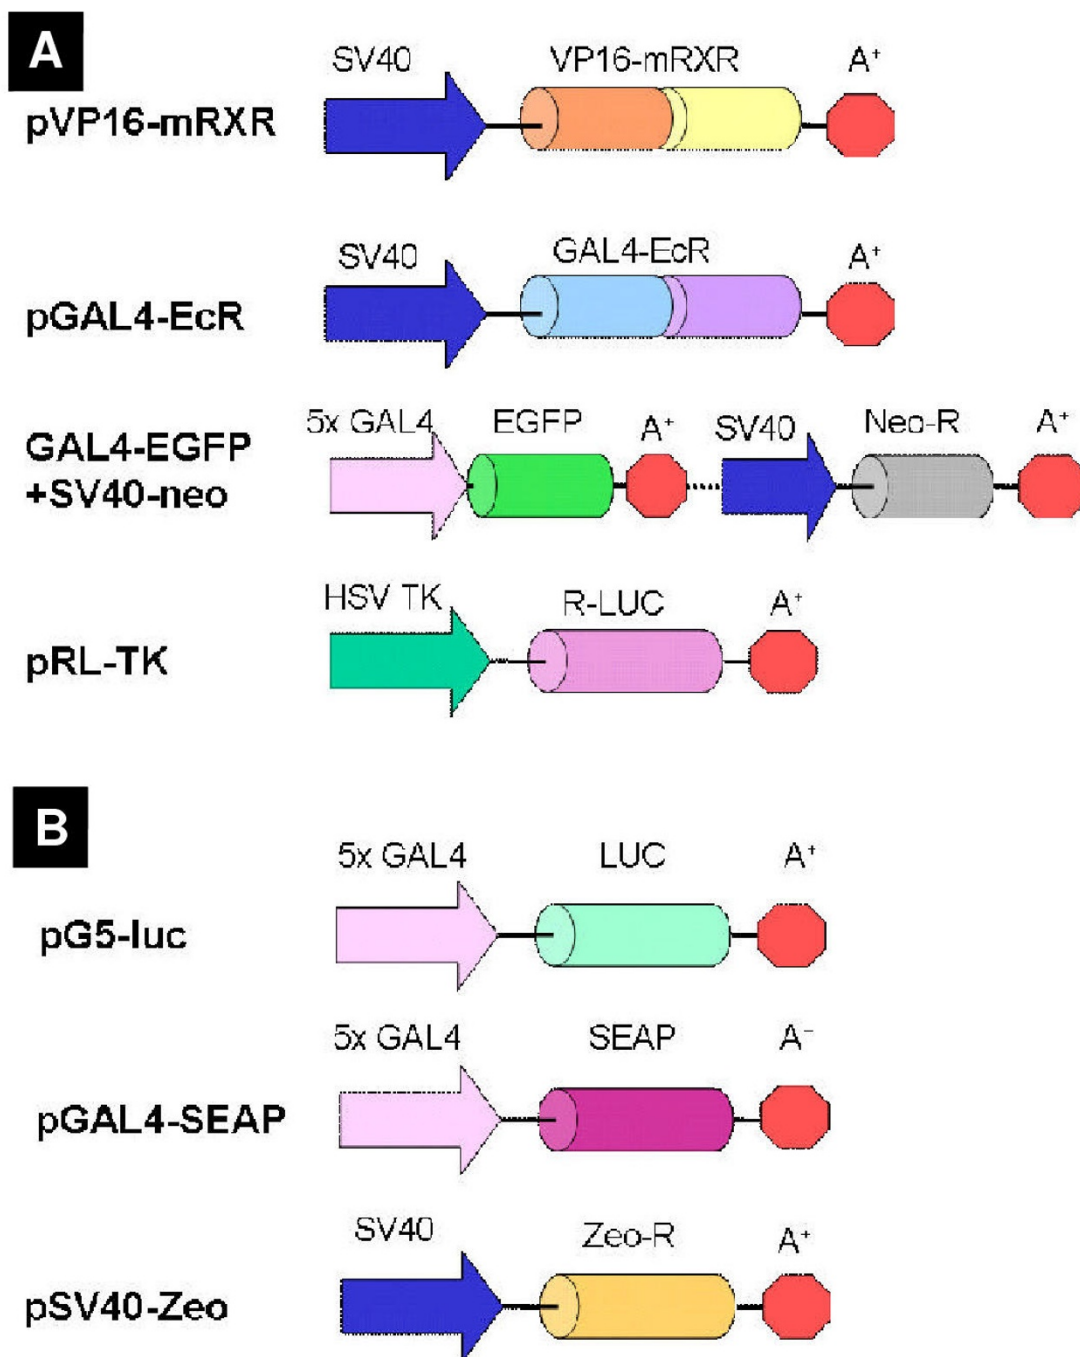 A
SV40 VP16-mRXR A⁺
pVP16-mRXR
SV40 GAL4-EcR A⁺
pGAL4-EcR
5x GAL4 EGFP A⁺ SV40 Neo-R A⁺
GAL4-EGFP
+SV40-neo
HSV TK R-LUC A⁺
pRL-TK
B
5x GAL4 LUC A⁺
pG5-luc
5x GAL4 SEAP A⁻
pGAL4-SEAP
SV40 Zeo-R A⁺
pSV40-Zeo